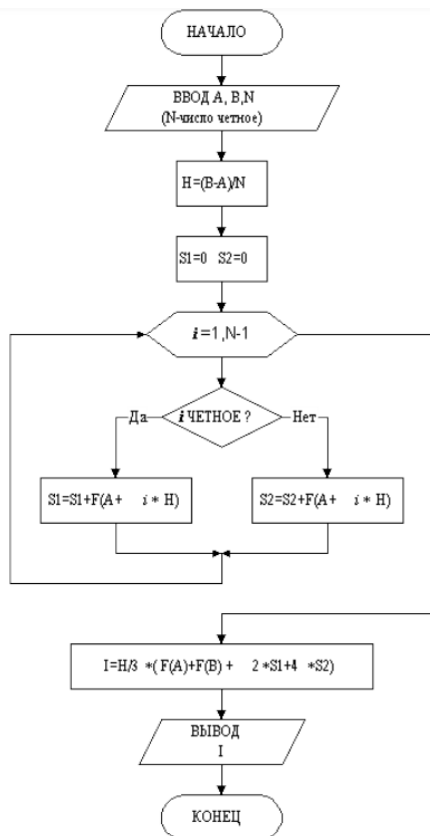 НАЧАЛО
ВВОД A, B,N
(N-число четное)
H=(B-A)/N
S1=0 S2=0
i=1,N-1
Да
i ЧЕТНОЕ ?
Нет
S1=S1+F(A+ i * H)
S2=S2+F(A+ i * H)
I=H/3 *( F(A)+F(B) + 2 *S1+4 *S2)
ВЫВОД
I
КОНЕЦ